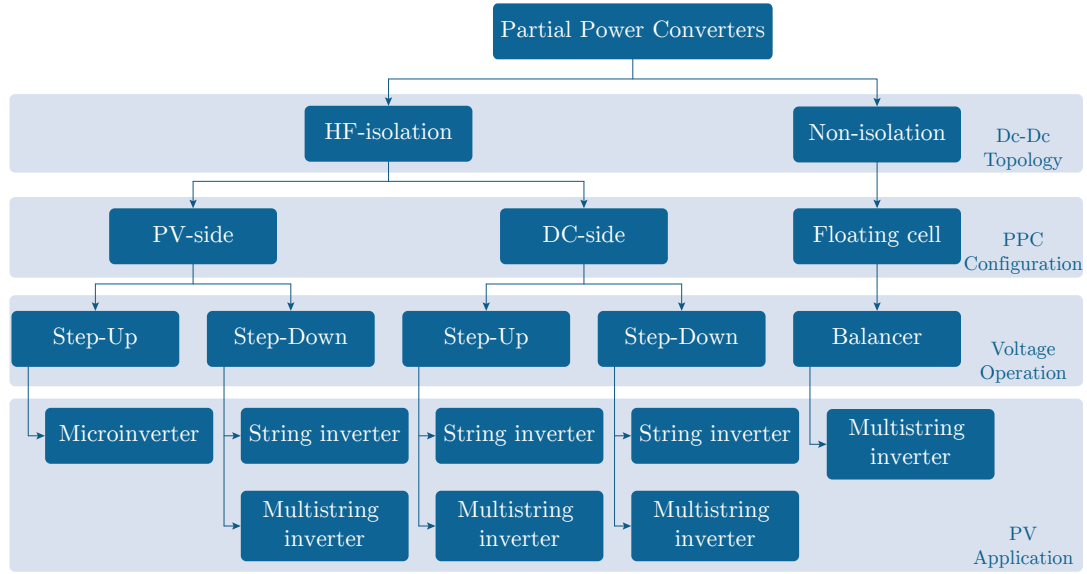 Partial Power Converters
HF-isolation
Non-isolation
Dc-Dc
Topology
PV-side
DC-side
Floating cell
PPC
Configuration
Step-Up
Step-Down
Step-Up
Step-Down
Balancer
Voltage
Operation
Microinverter
String inverter
String inverter
String inverter
Multistring
inverter
Multistring
inverter
Multistring
inverter
Multistring
inverter
PV
Application